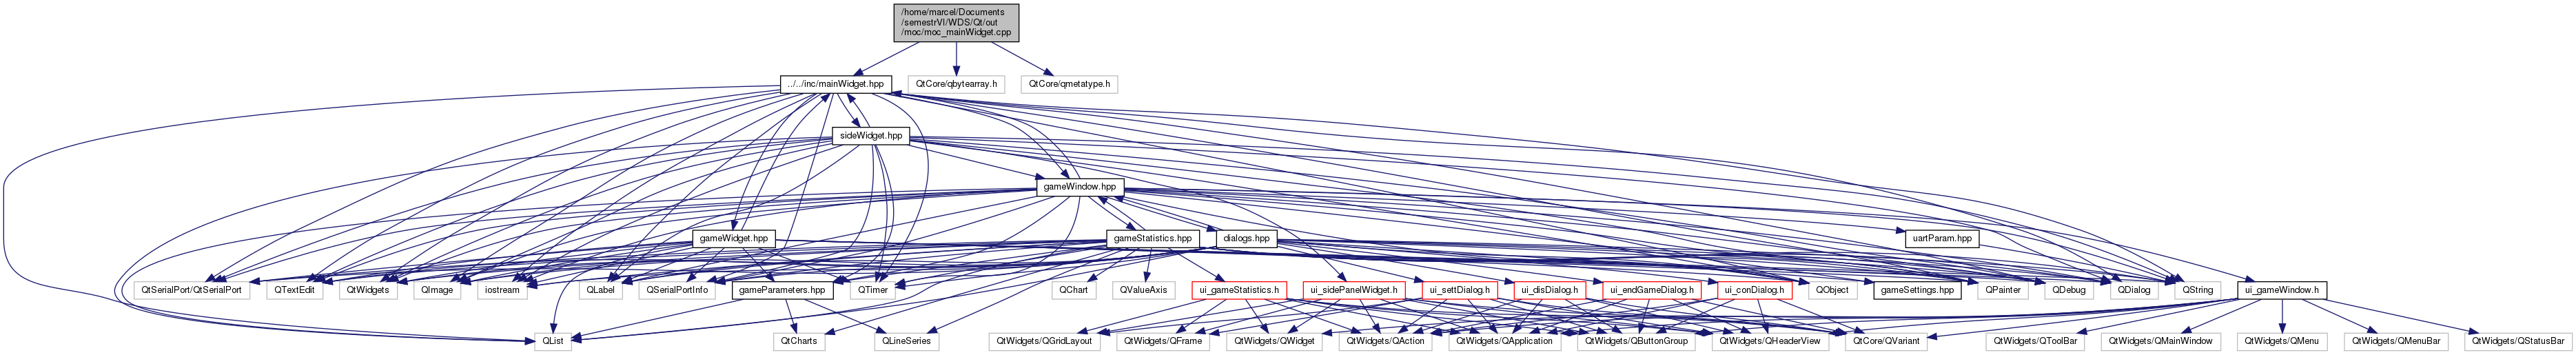 /home/marcel/Documents
/semestrVI/WDS/Qt/out
/moc/moc_mainWidget.cpp
../../inc/mainWidget.hpp
QtCore/qbytearray.h
QtCore/qmetatype.h
sideWidget.hpp
gameWindow.hpp
gameWidget.hpp
gameStatistics.hpp
dialogs.hpp
uartParam.hpp
QtSerialPort/QtSerialPort
QTextEdit
QtWidgets
QImage
iostream
QLabel
QSerialPortInfo
gameParameters.hpp
QTimer
QChart
QValueAxis
ui_gameStatistics.h
ui_sidePanelWidget.h
ui_settDialog.h
ui_disDialog.h
ui_endGameDialog.h
ui_conDialog.h
QObject
gameSettings.hpp
QPainter
QDebug
QDialog
QString
ui_gameWindow.h
QList
QtCharts
QLineSeries
QtWidgets/QGridLayout
QtWidgets/QFrame
QtWidgets/QWidget
QtWidgets/QAction
QtWidgets/QApplication
QtWidgets/QButtonGroup
QtWidgets/QHeaderView
QtCore/QVariant
QtWidgets/QToolBar
QtWidgets/QMainWindow
QtWidgets/QMenu
QtWidgets/QMenuBar
QtWidgets/QStatusBar